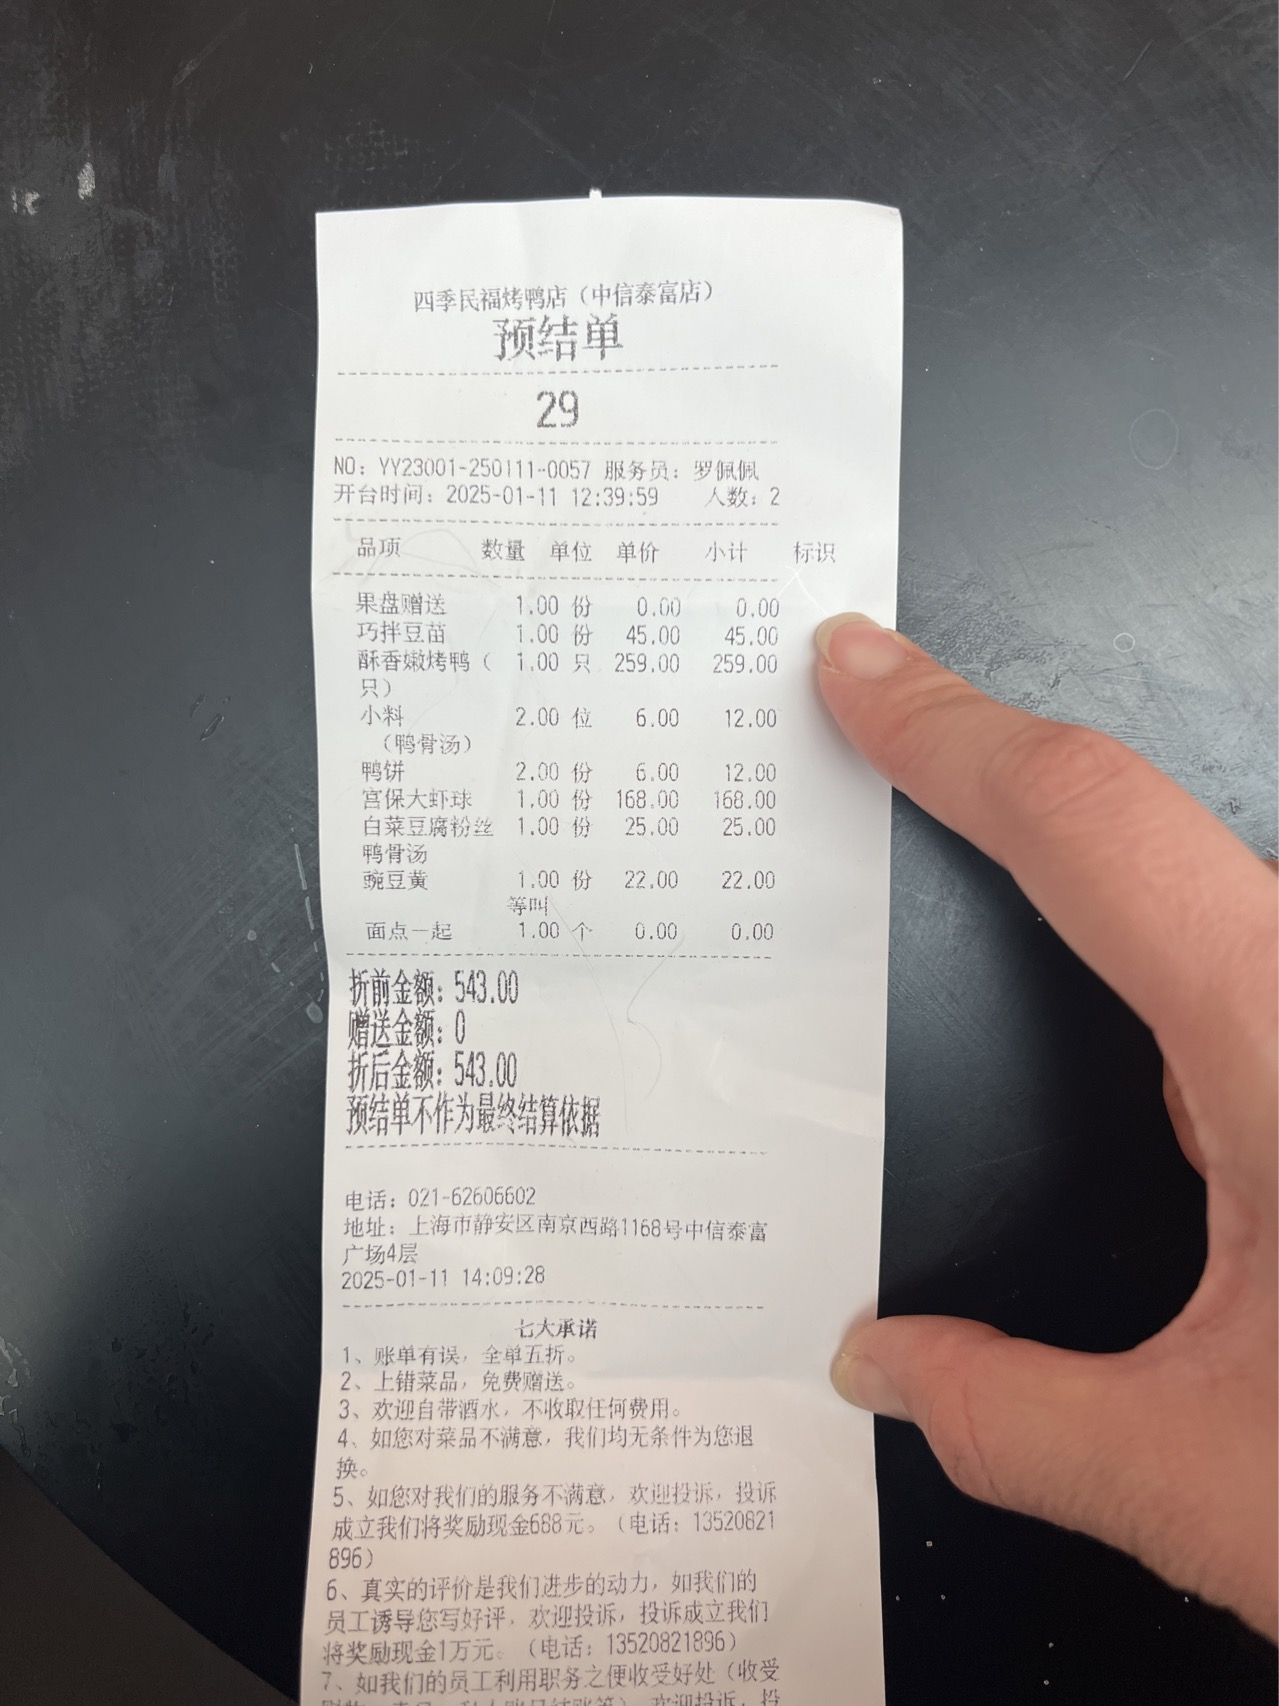 四季民福烤鸭店（中信泰富店）
预结单
29
NO：YY23001-250111-0057 服务员：罗佩佩
开台时间：2025-01-11 12:39:59 人数：2
品项 数量 单位 单价 小计 标识
果盘赠送 1.00 份 0.00 0.00
巧拌豆苗 1.00 份 45.00 45.00
酥香嫩烤鸭（ 1.00 只 259.00 259.00
只）
小料 2.00 位 6.00 12.00
（鸭骨汤）
鸭饼 2.00 份 6.00 12.00
宫保大虾球 1.00 份 168.00 168.00
白菜豆腐粉丝 1.00 份 25.00 25.00
鸭骨汤
豌豆黄 1.00 份 22.00 22.00
等叫
面点一起 1.00 个 0.00 0.00
折前金额：543.00
赠送金额：0
折后金额：543.00
预结单不作为最终结算依据
电话：021-62606602
地址：上海市静安区南京西路1168号中信泰富
广场4层
2025-01-11 14:09:28
七大承诺
1、账单有误，全单五折。
2、上错菜品，免费赠送。
3、欢迎自带酒水，不收取任何费用。
4、如您对菜品不满意，我们均无条件为您退
换。
5、如您对我们的服务不满意，欢迎投诉，投诉
成立我们将奖励现金688元。（电话：13520821
896）
6、真实的评价是我们进步的动力，如我们的
员工诱导您写好评，欢迎投诉，投诉成立我们
将奖励现金1万元。（电话：13520821896）
7、如我们的员工利用职务之便收受好处（收受
欢迎投诉，投